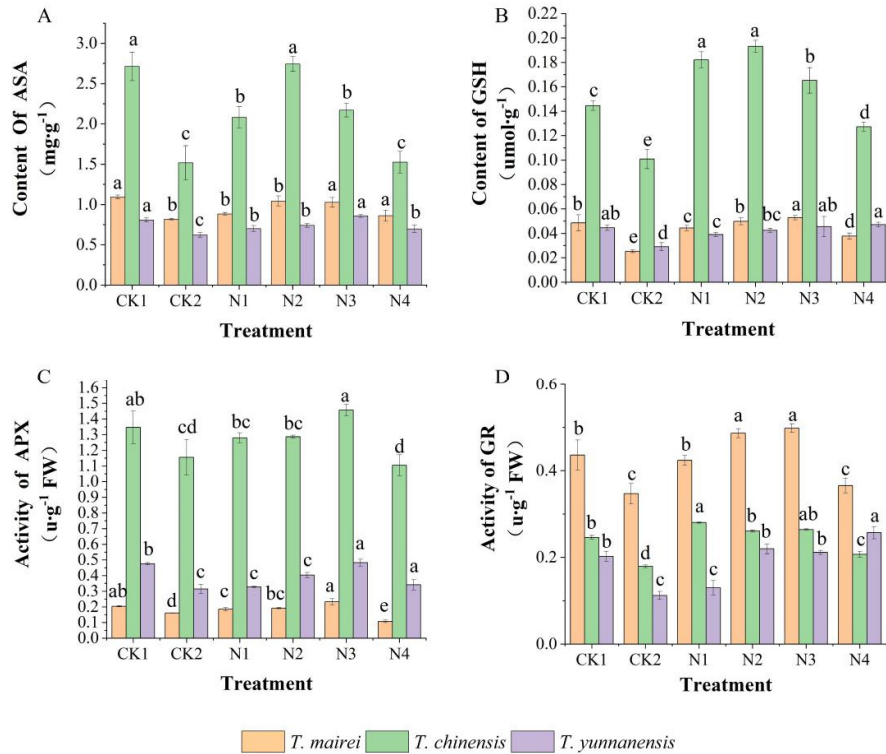 A
Content Of ASA
(mg·g⁻¹)
3.0
2.5
2.0
1.5
1.0
0.5
0.0
a c b a b c
a b b b a a
a c b b a b
CK1 CK2 N1 N2 N3 N4
Treatment
B
Content of GSH
(umol·g⁻¹)
0.22
0.20
0.18
0.16
0.14
0.12
0.10
0.08
0.06
0.04
0.02
0.00
c e a a b d
b e c b a d
ab d c bc ab a
CK1 CK2 N1 N2 N3 N4
Treatment
C
Activity of APX
(u·g⁻¹ FW)
1.6
1.5
1.4
1.3
1.2
1.1
1.0
0.9
0.8
0.7
0.6
0.5
0.4
0.3
0.2
0.1
0.0
ab cd bc bc a d
b c c c a a
ab d c bc a e
CK1 CK2 N1 N2 N3 N4
Treatment
D
Activity of GR
(u·g⁻¹ FW)
0.6
0.4
0.2
0.0
b c b a a c
b d a b ab c
b c c b b a
CK1 CK2 N1 N2 N3 N4
Treatment
T. mairei T. chinensis T. yunnanensis